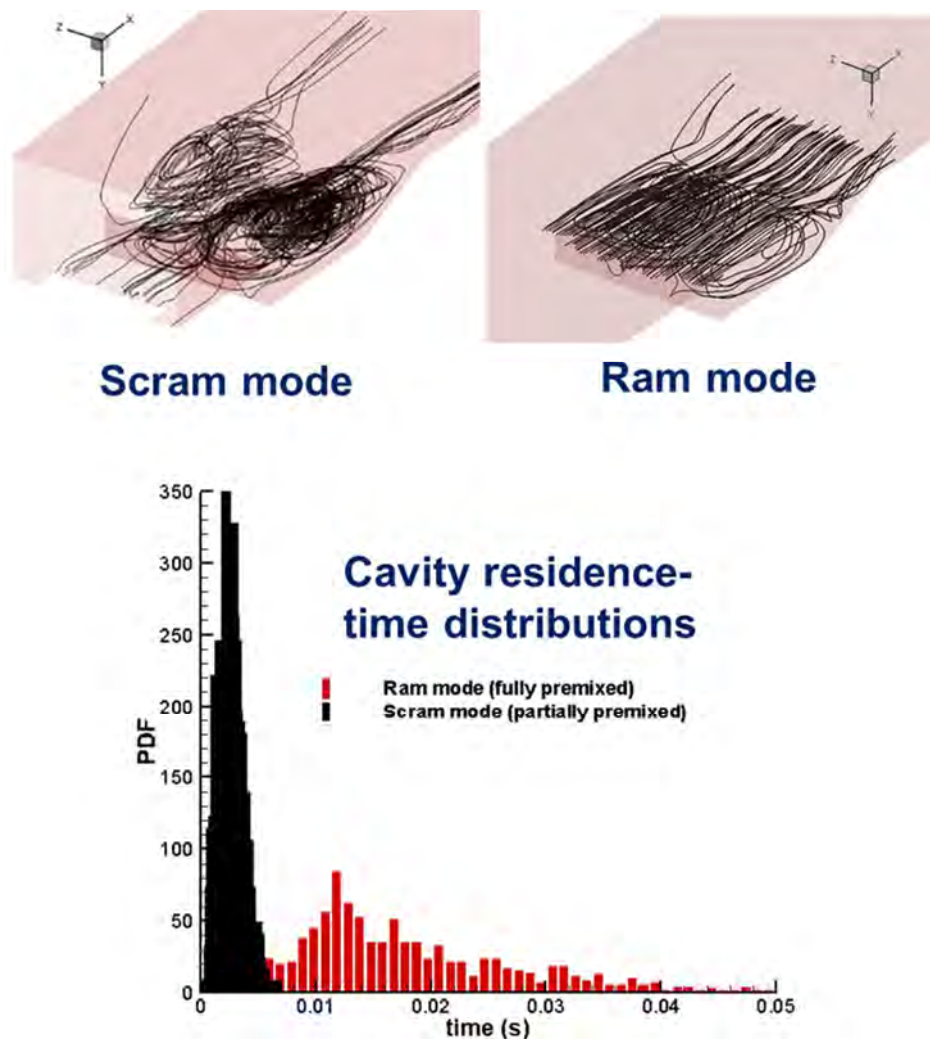 Z
X
Y
Z
X
Y
Scram mode
Ram mode
Cavity residence-
time distributions
Ram mode (fully premixed)
Scram mode (partially premixed)
PDF
350
300
250
200
150
100
50
0
0
0.01
0.02
0.03
0.04
0.05
time (s)